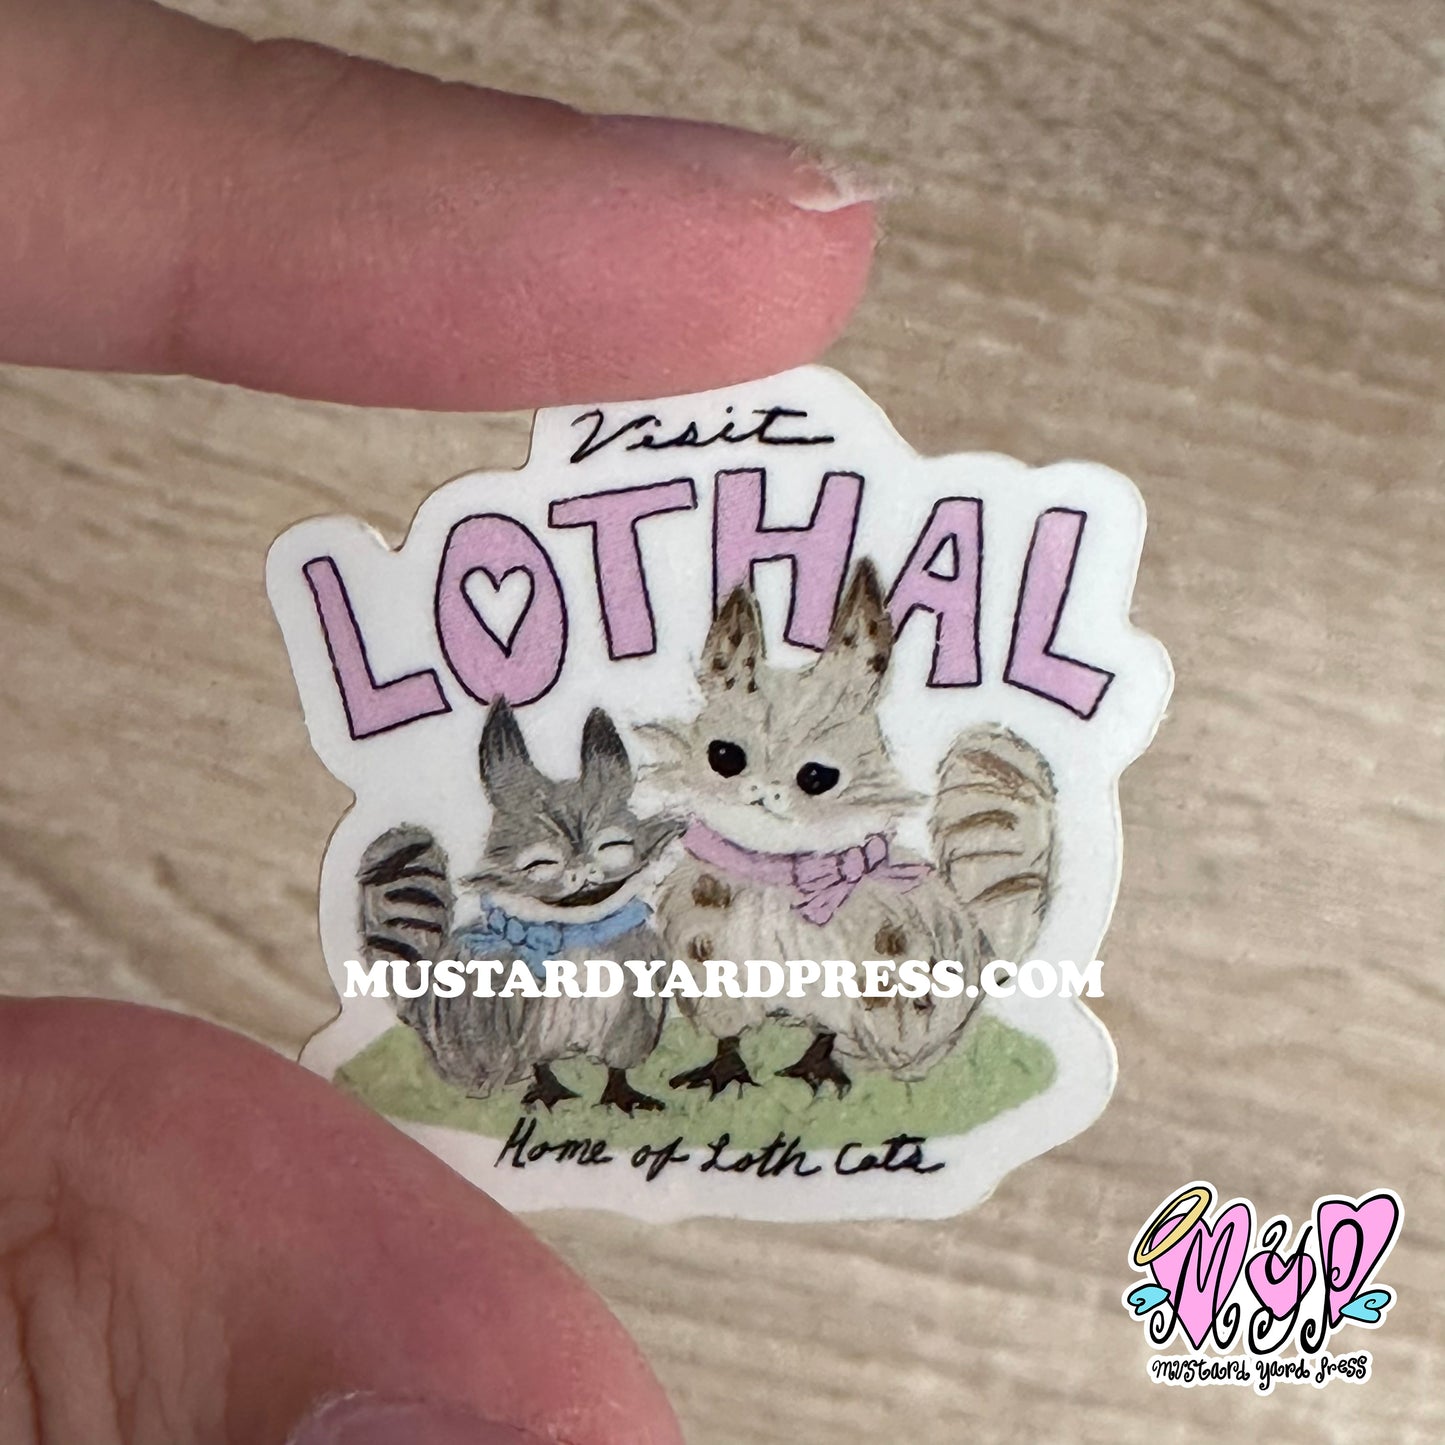 Visit
LOTHAL
MUSTARDYARDPRESS.COM
Home of Loth Cats
MYP
Mustard Yard Press